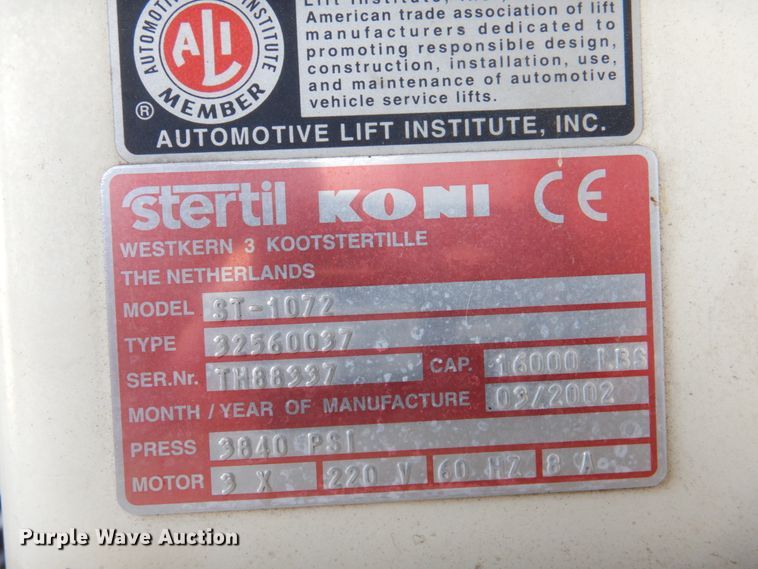 AUTOMOTIVE INSTITUTE
ALI
MEMBER
®
Lift Institute,
American trade association of lift
manufacturers dedicated to
promoting responsible design,
construction, installation, use,
and maintenance of automotive
vehicle service lifts.
AUTOMOTIVE LIFT INSTITUTE, INC.
stertil KONI CE
WESTKERN 3 KOOTSTERTILLE
THE NETHERLANDS
MODEL ST-1072
TYPE 32560037
SER.Nr. TH88337 CAP. 16000 LBS
MONTH / YEAR OF MANUFACTURE 03/2002
PRESS 3840 PSI
MOTOR 3 X 220 V 60 HZ 8 A
Purple Wave Auction